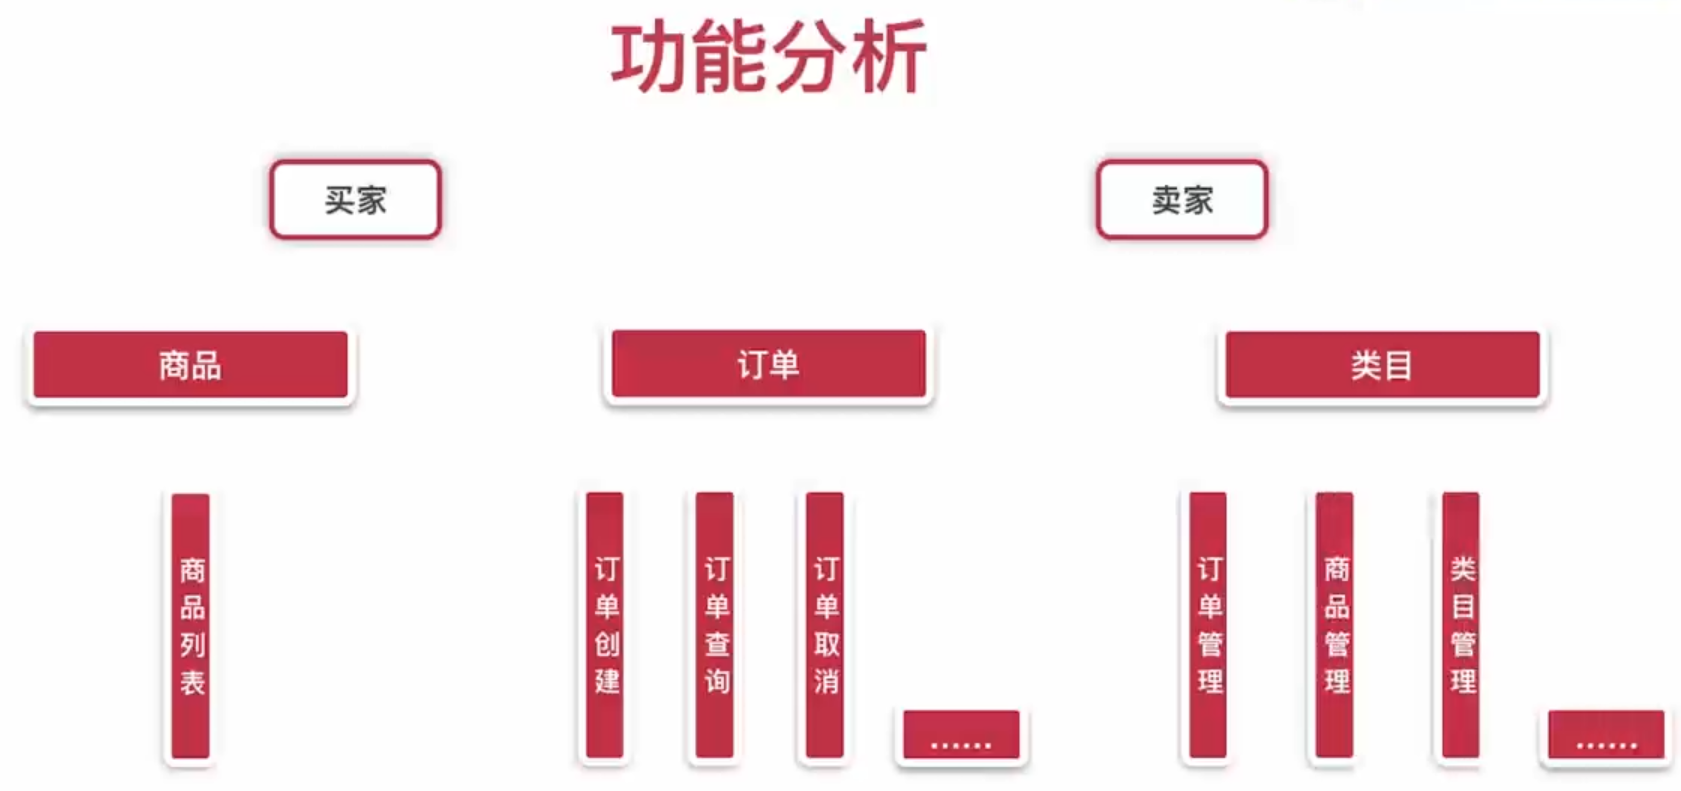 功能分析
买家
卖家
商品
订单
类目
商品列表
订单创建
订单查询
订单取消
......
订单管理
商品管理
类目管理
......